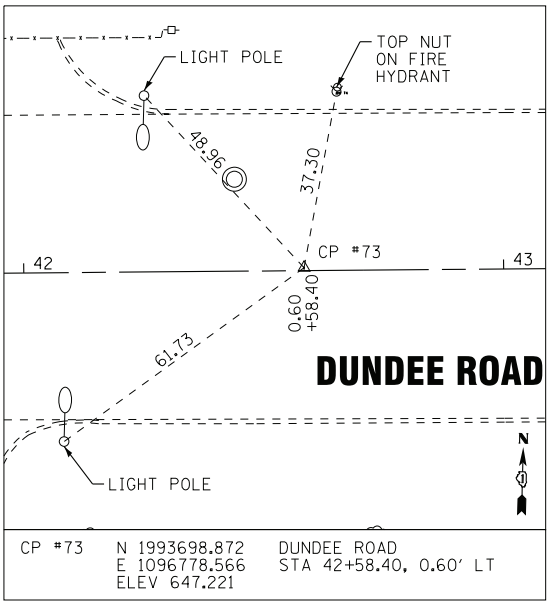 LIGHT POLE
TOP NUT
ON FIRE
HYDRANT
48.96
37.30
CP #73
42
43
0.60
+58.40
61.73
DUNDEE ROAD
LIGHT POLE
N
CP #73 N 1993698.872 DUNDEE ROAD
E 1096778.566 STA 42+58.40, 0.60' LT
ELEV 647.221